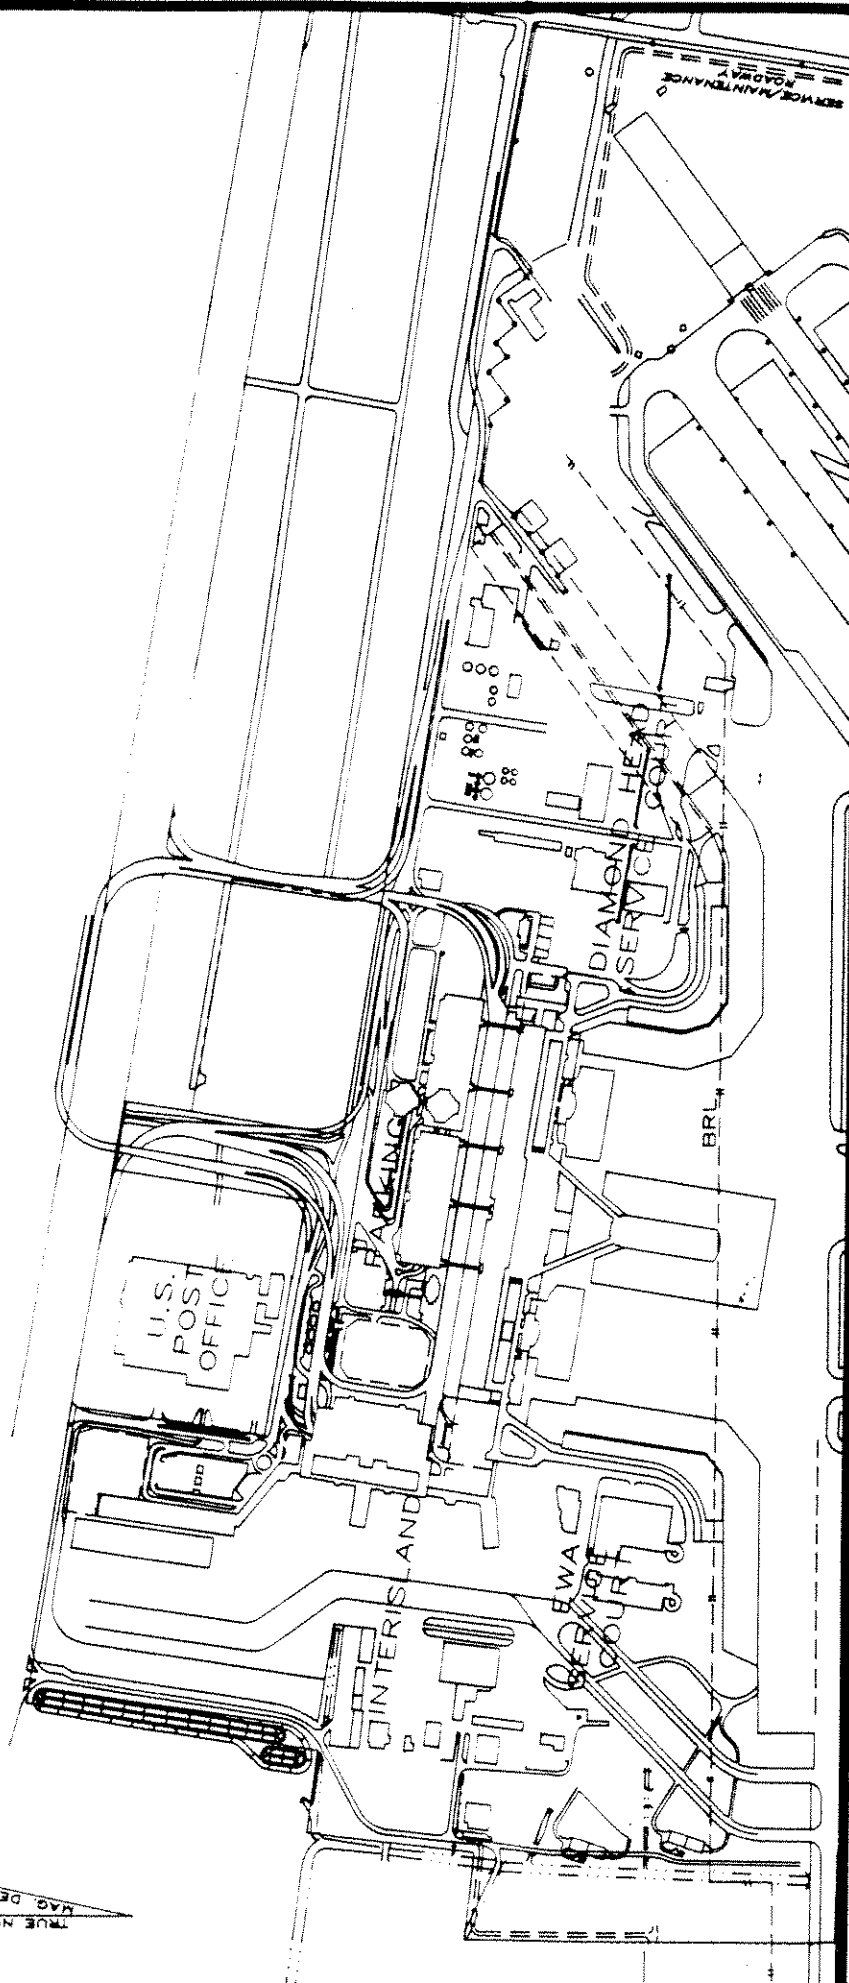 SERVICE/MAINTENANCE
ROADWAY
DIAMOND HEAD
SERVICE COURT
BRL
PARKING
U.S.
POST
OFFICE
INTERISLAND
EWA
SERVICE
COURT
TRUE N
MAG. DE